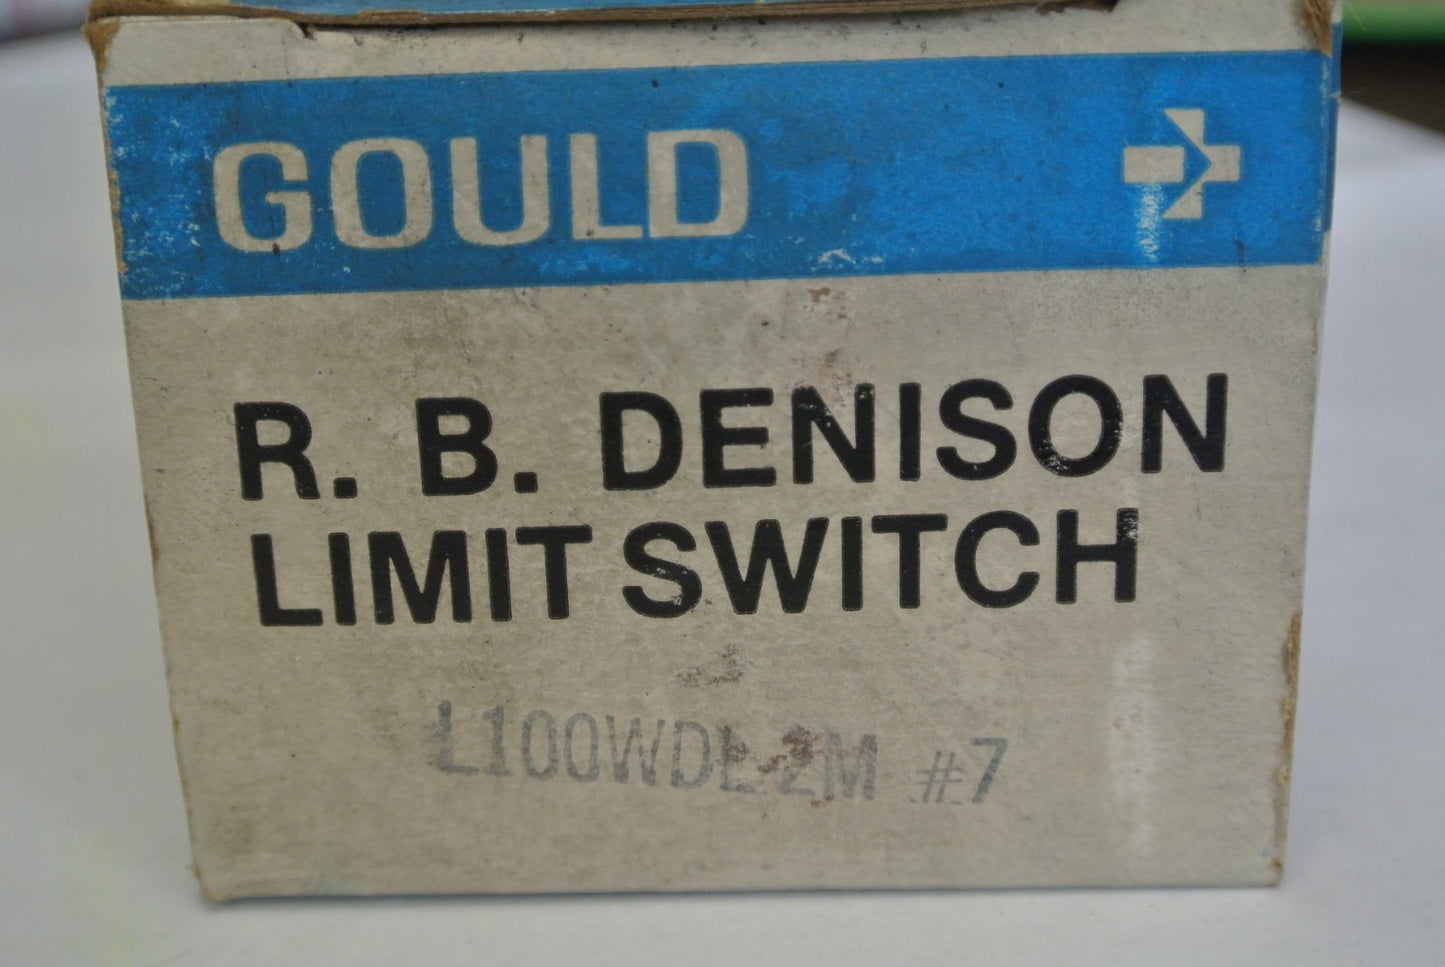 GOULD
R. B. DENISON
LIMIT SWITCH
L100WDL2M #7